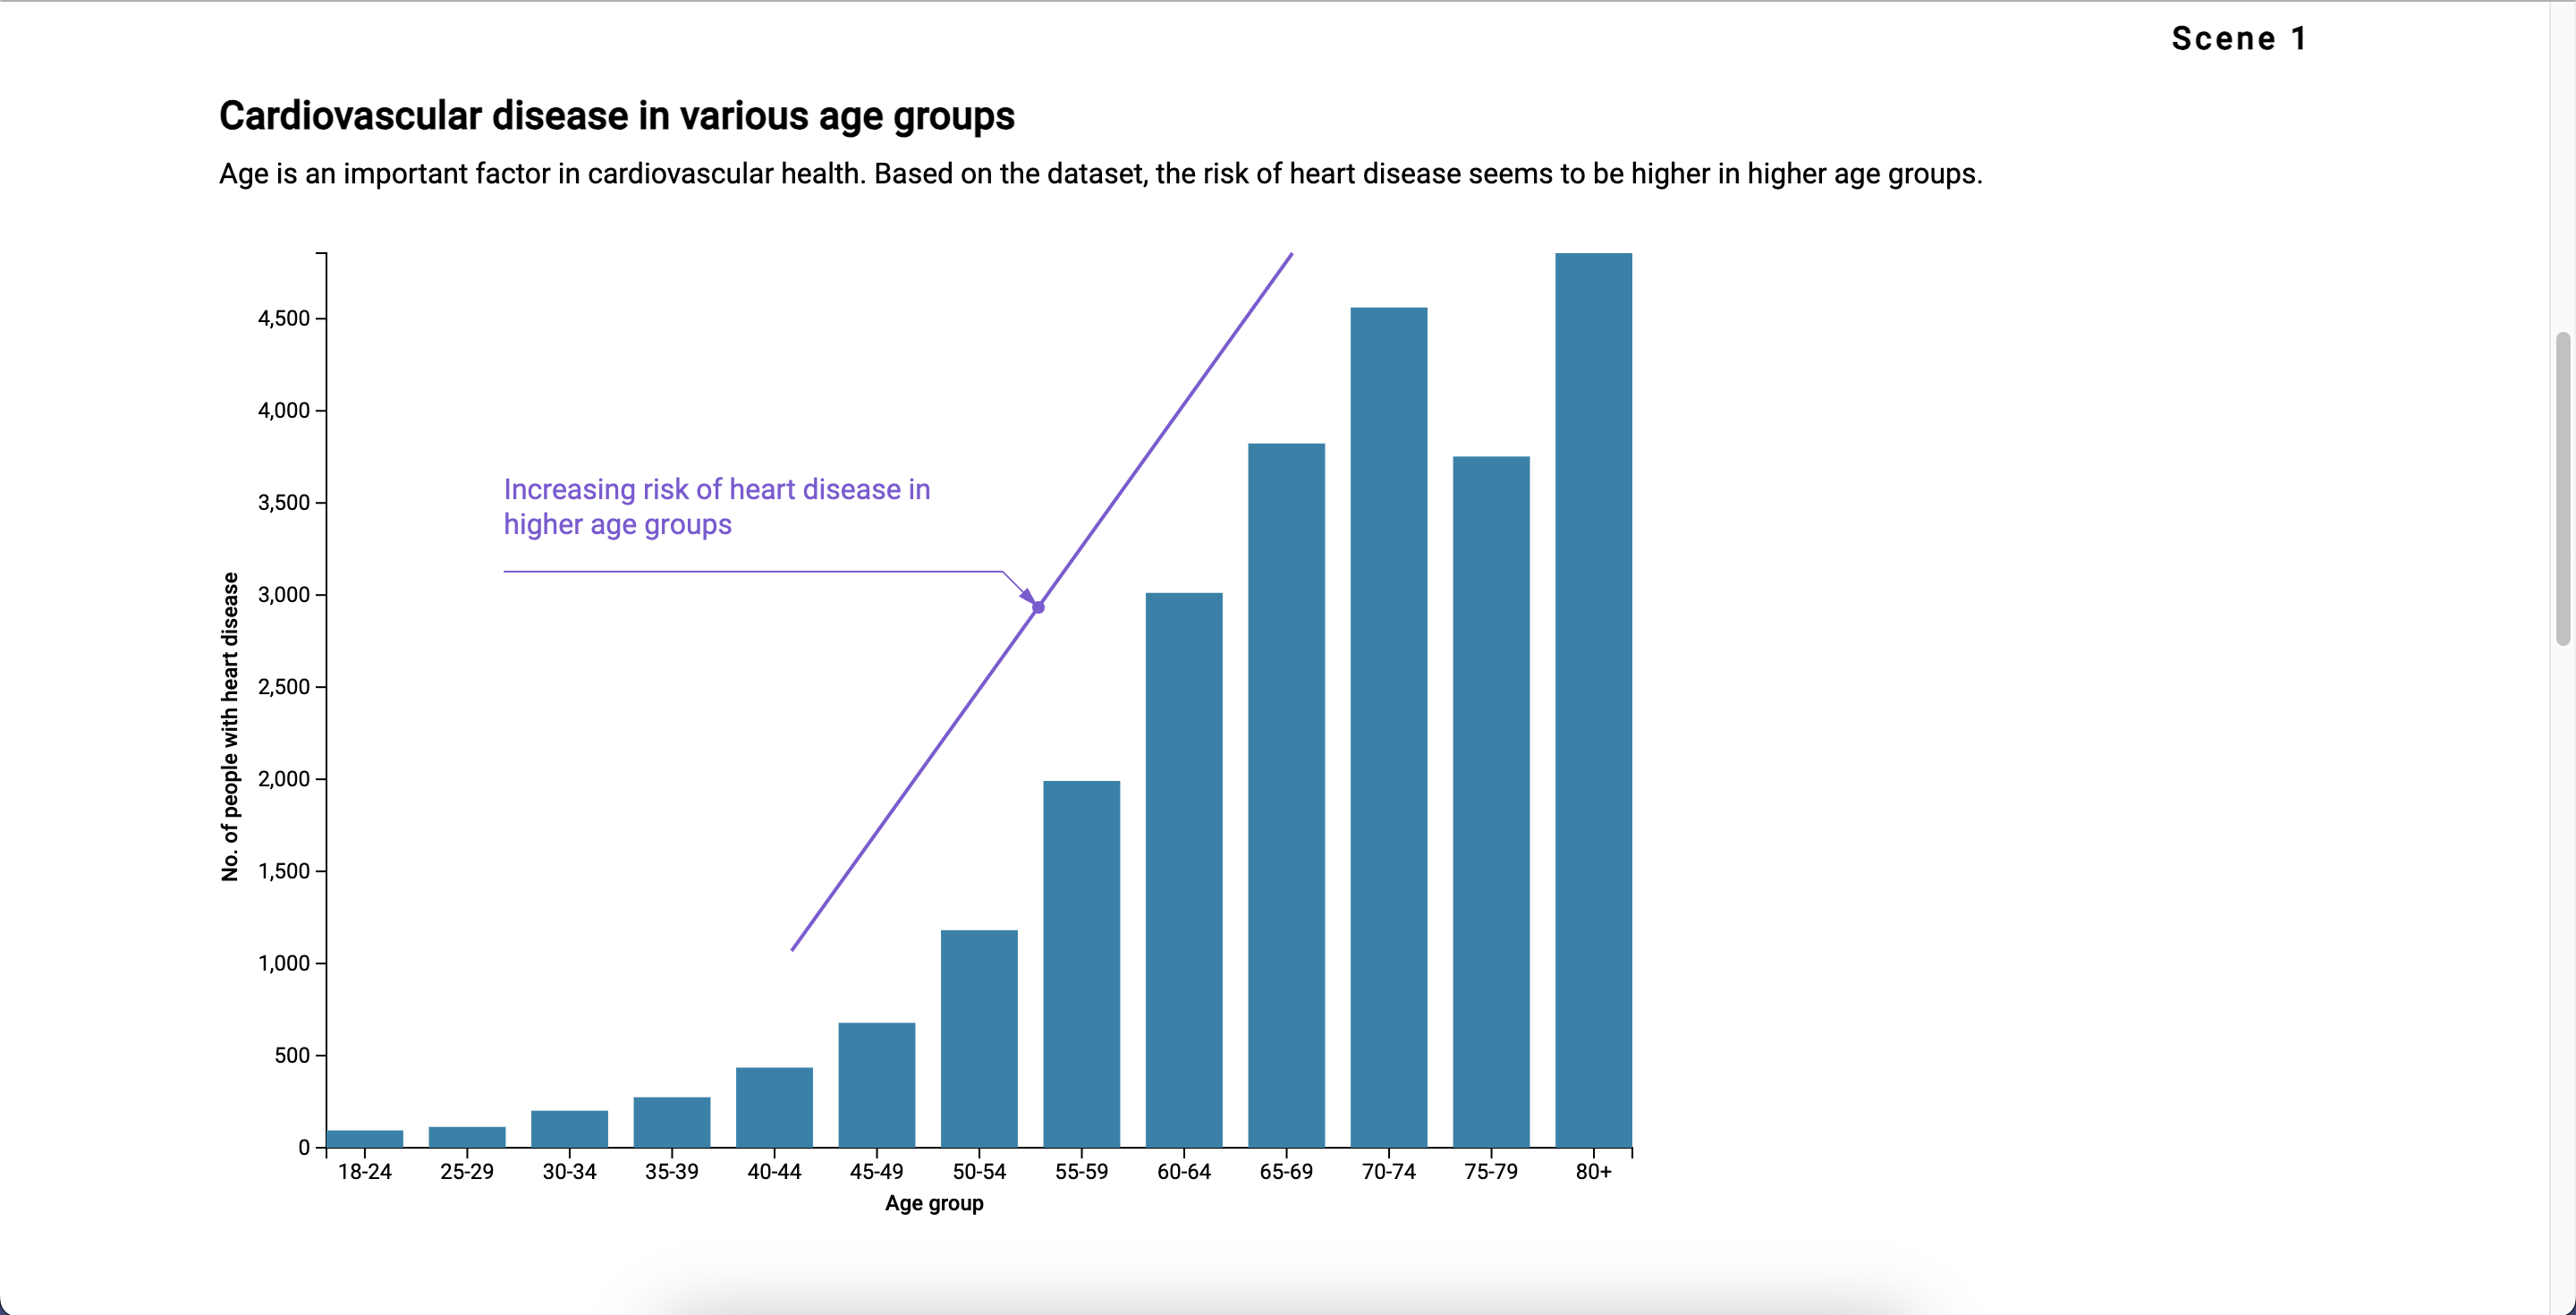 Scene 1
Cardiovascular disease in various age groups
Age is an important factor in cardiovascular health. Based on the dataset, the risk of heart disease seems to be higher in higher age groups.
4,500
4,000
3,500
3,000
2,500
2,000
1,500
1,000
500
0
No. of people with heart disease
Increasing risk of heart disease in
higher age groups
18-24 25-29 30-34 35-39 40-44 45-49 50-54 55-59 60-64 65-69 70-74 75-79 80+
Age group